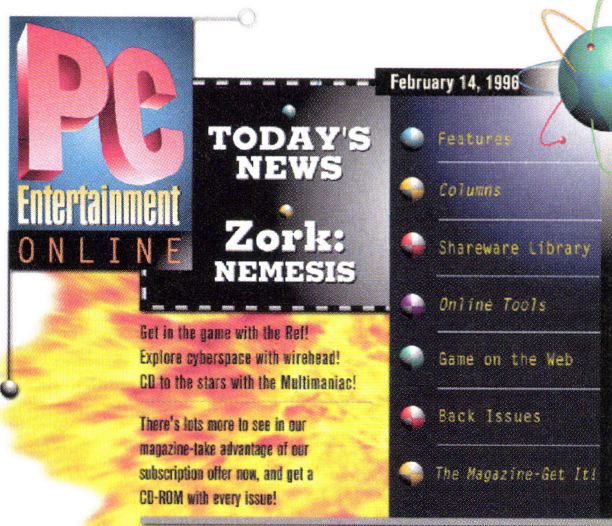 PC
Entertainment
ONLINE
TODAY'S
NEWS
Zork:
NEMESIS
Get in the game with the Ref!
Explore cyberspace with wirehead!
CD to the stars with the Multimaniac!
There's lots more to see in our
magazine-take advantage of our
subscription offer now, and get a
CD-ROM with every issue!
February 14, 1996
Features
Columns
Shareware Library
Online Tools
Game on the Web
Back Issues
The Magazine-Get It!